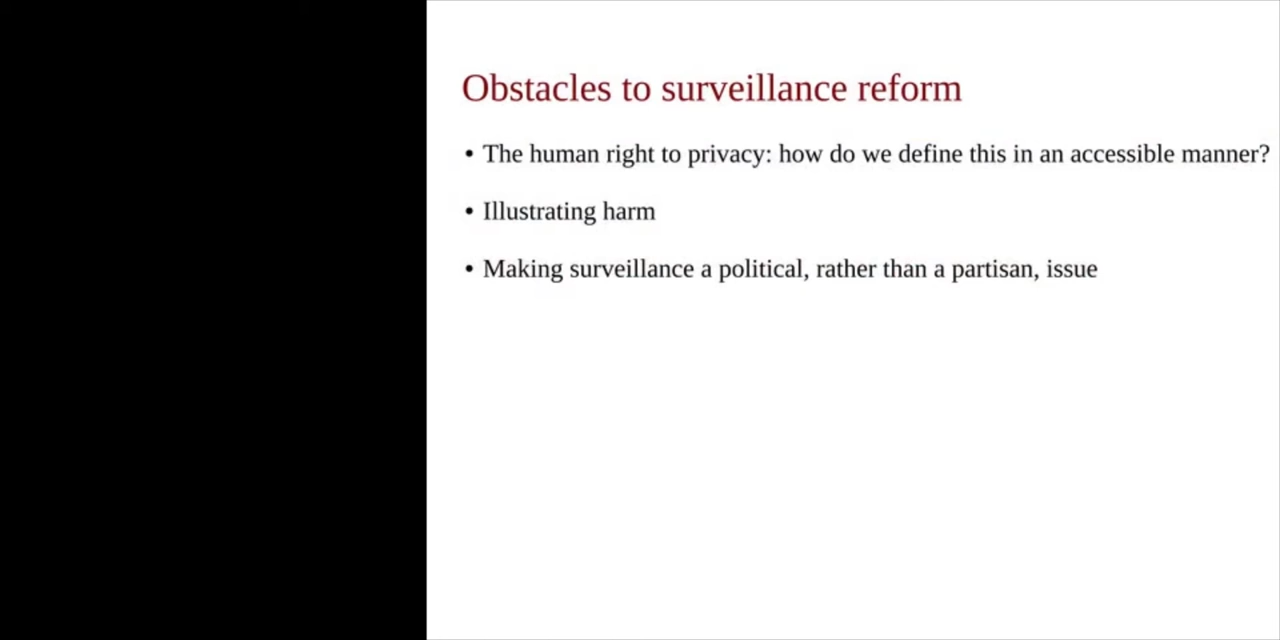 Obstacles to surveillance reform
• The human right to privacy: how do we define this in an accessible manner?
• Illustrating harm
• Making surveillance a political, rather than a partisan, issue